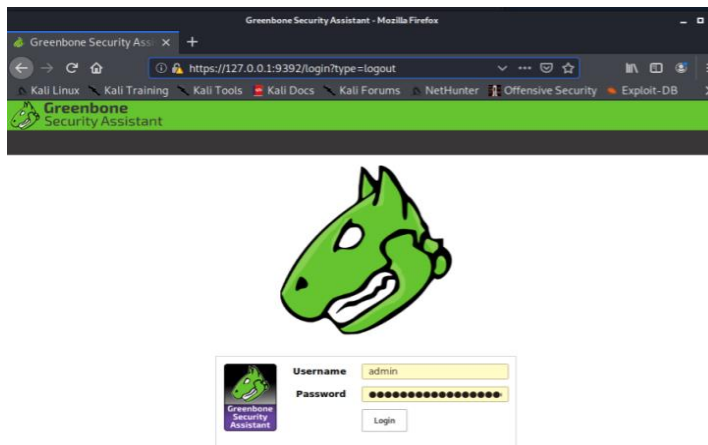 Greenbone Security Assistant - Mozilla Firefox
Greenbone Security Assi
https://127.0.0.1:9392/login?type=logout
Kali Linux Kali Training Kali Tools Kali Docs Kali Forums NetHunter Offensive Security Exploit-DB
Greenbone
Security Assistant
Username admin
Password
Greenbone
Security
Assistant
Login